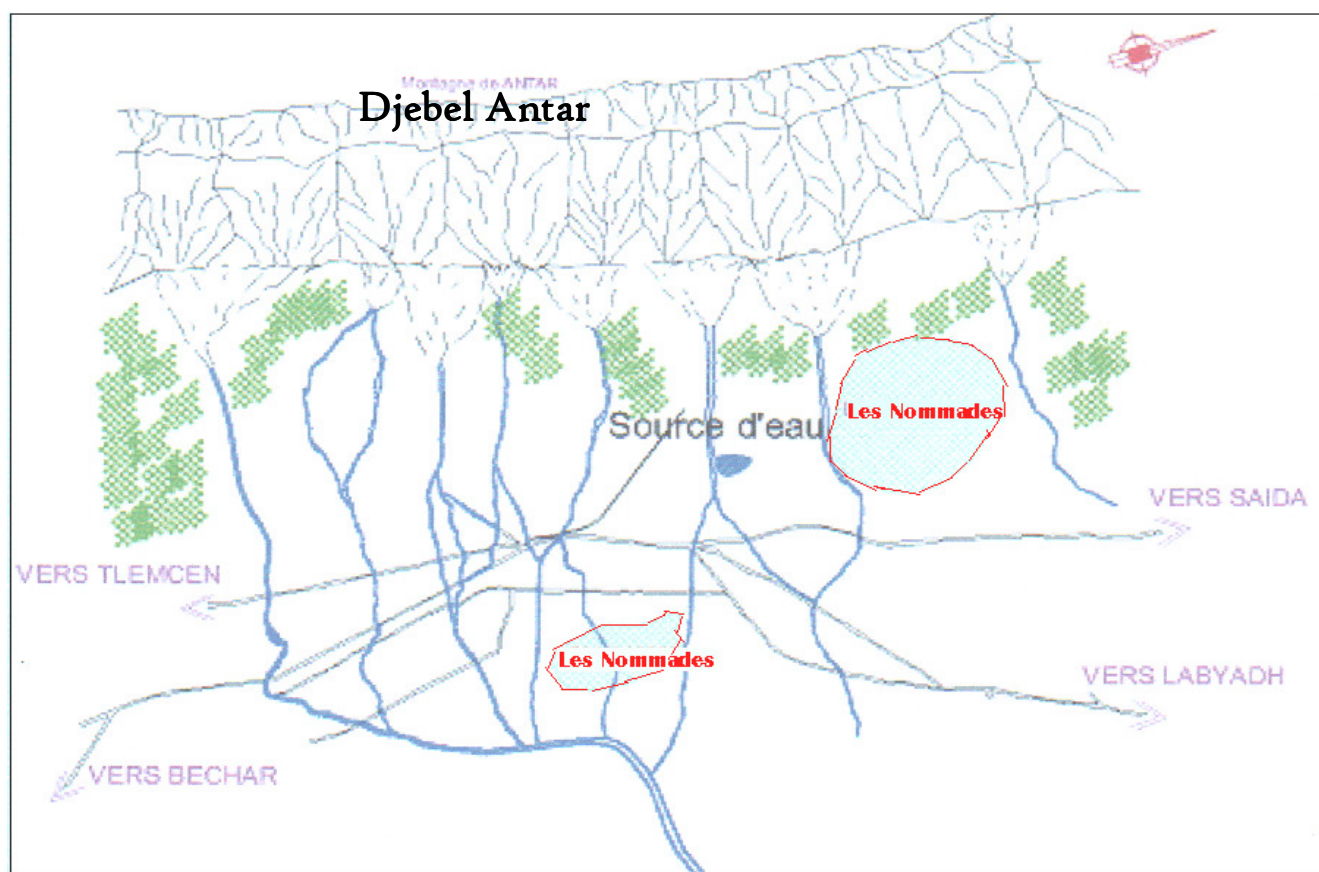 Montagne de ANTAR
Djebel Antar
Les Nommades
Source d'eau
VERS SAIDA
VERS TLEMCEN
Les Nommades
VERS LABYADH
VERS BECHAR